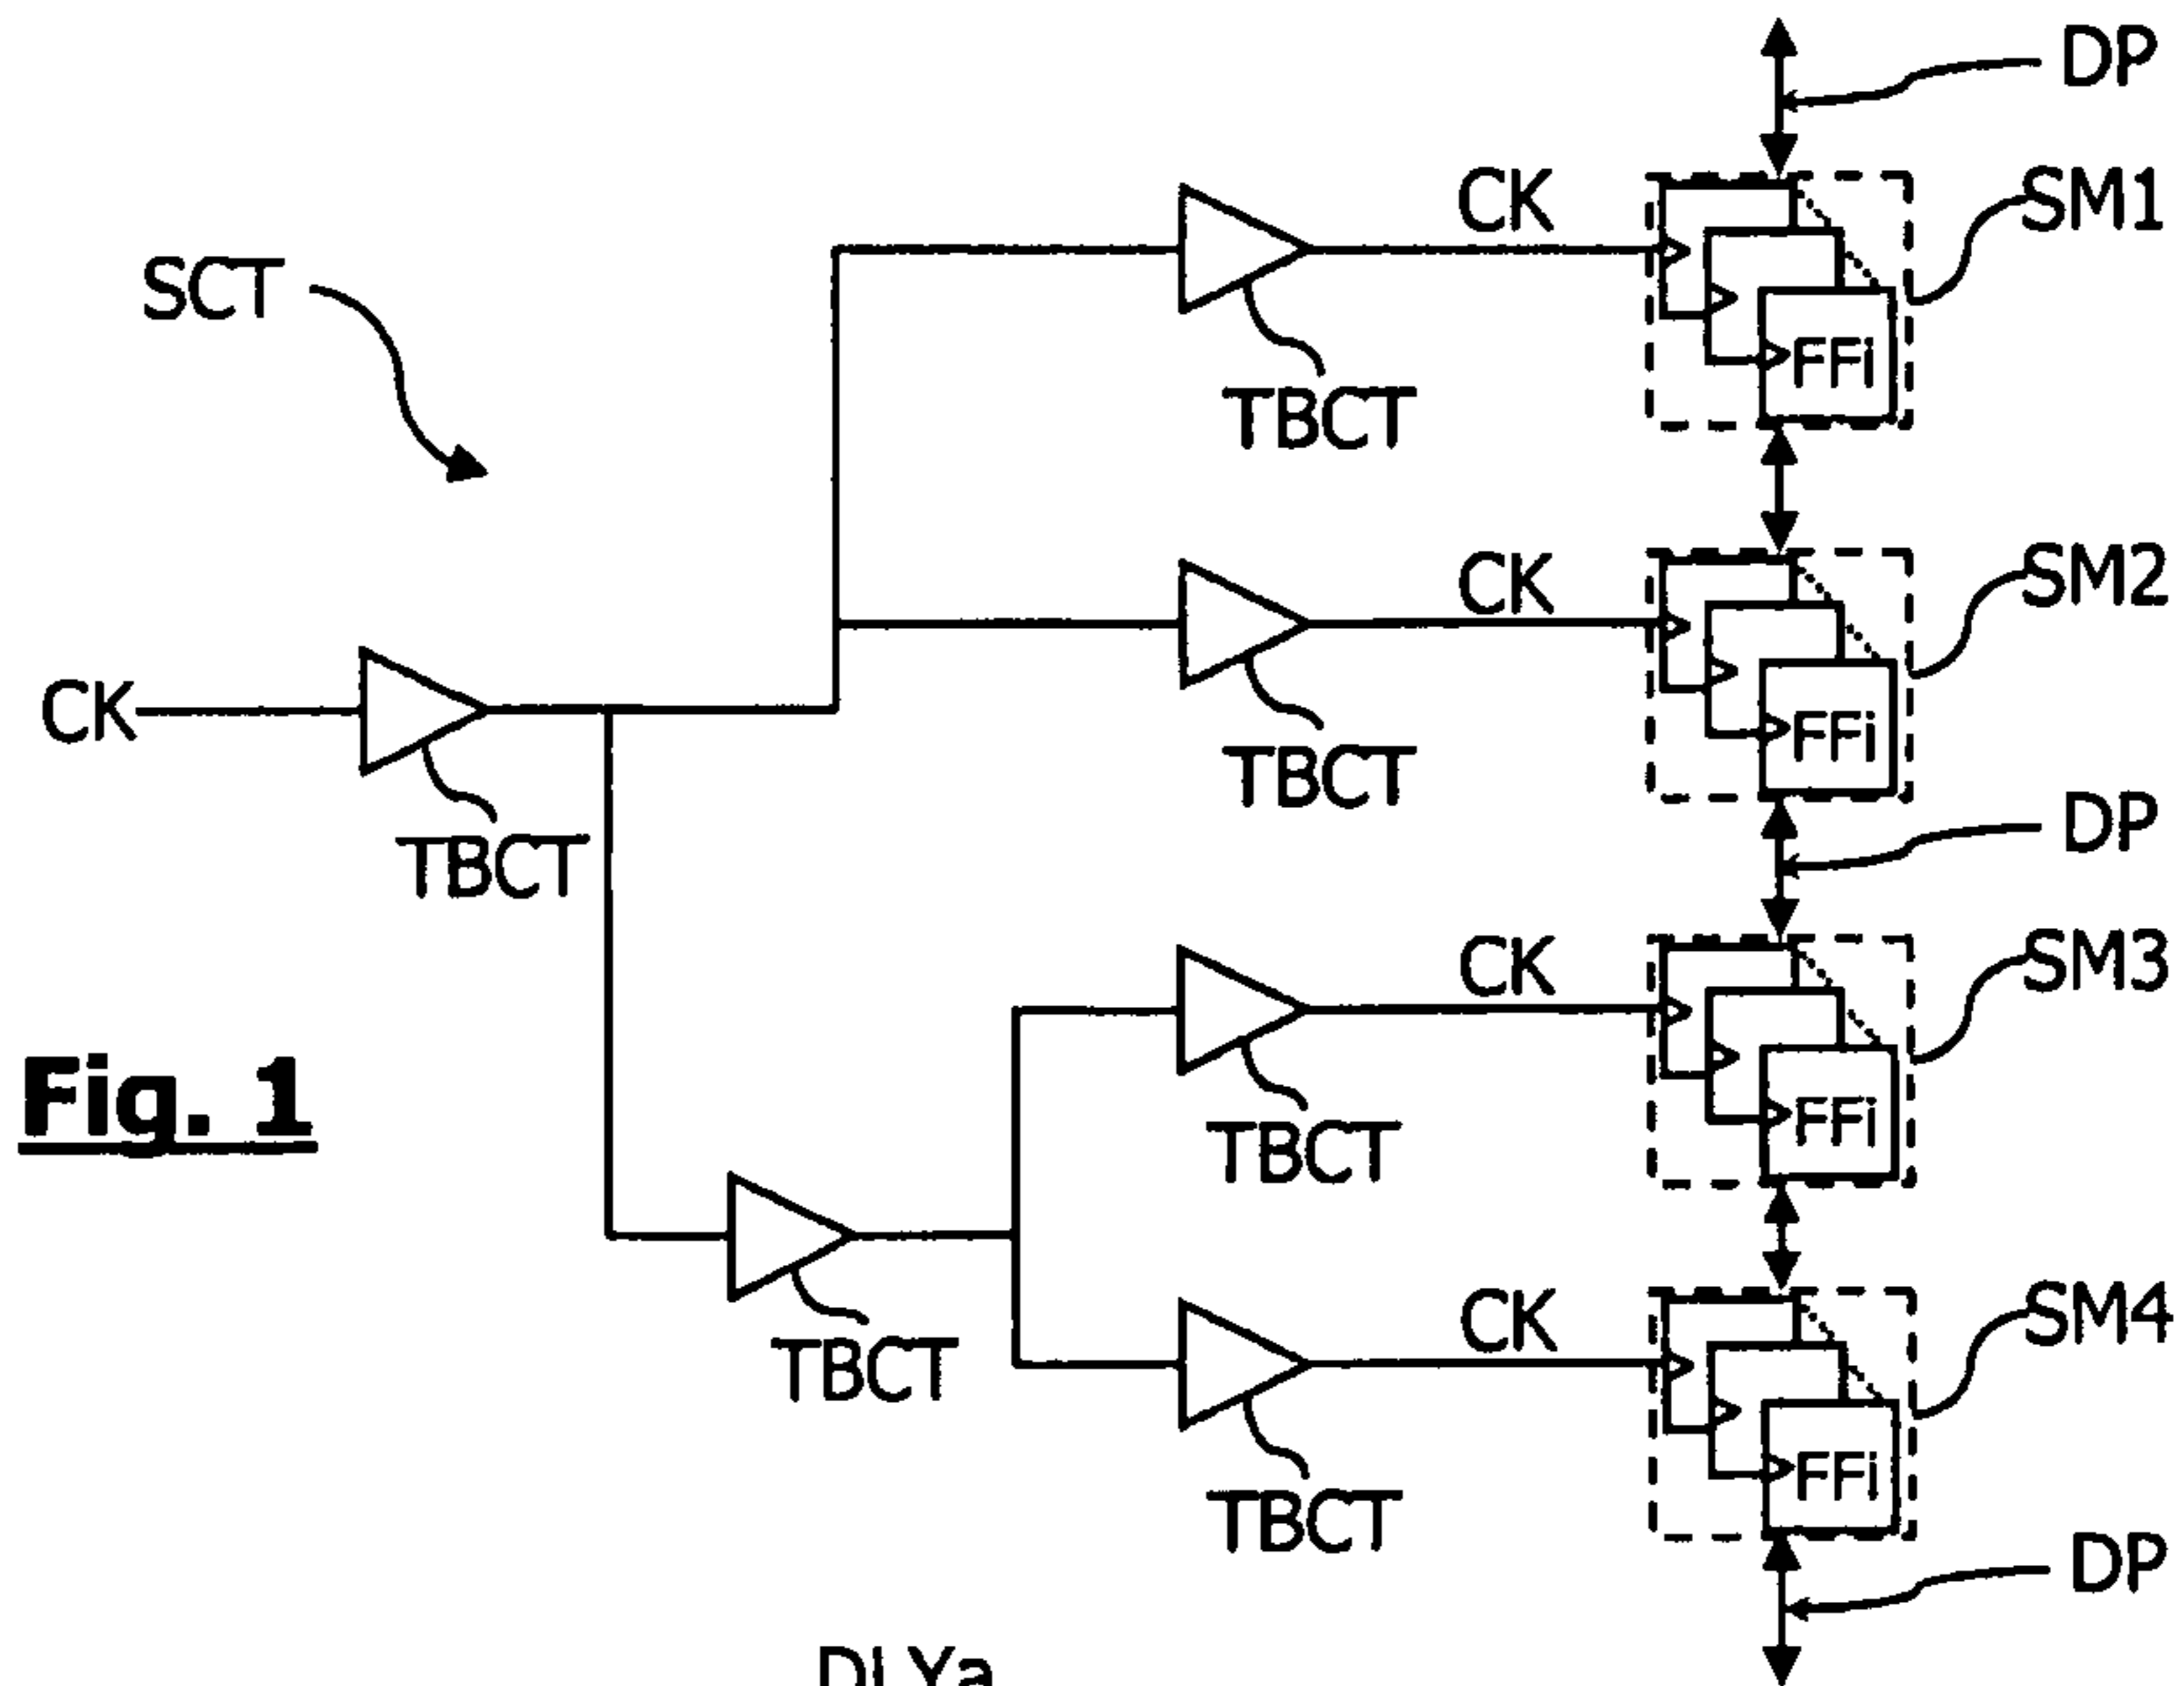 DP
CK
SM1
SCT
FFi
TBCT
CK
SM2
CK
FFi
TBCT
DP
TBCT
CK
SM3
Fig. 1
FFi
TBCT
CK
SM4
TBCT
FFi
TBCT
DP
DLYa